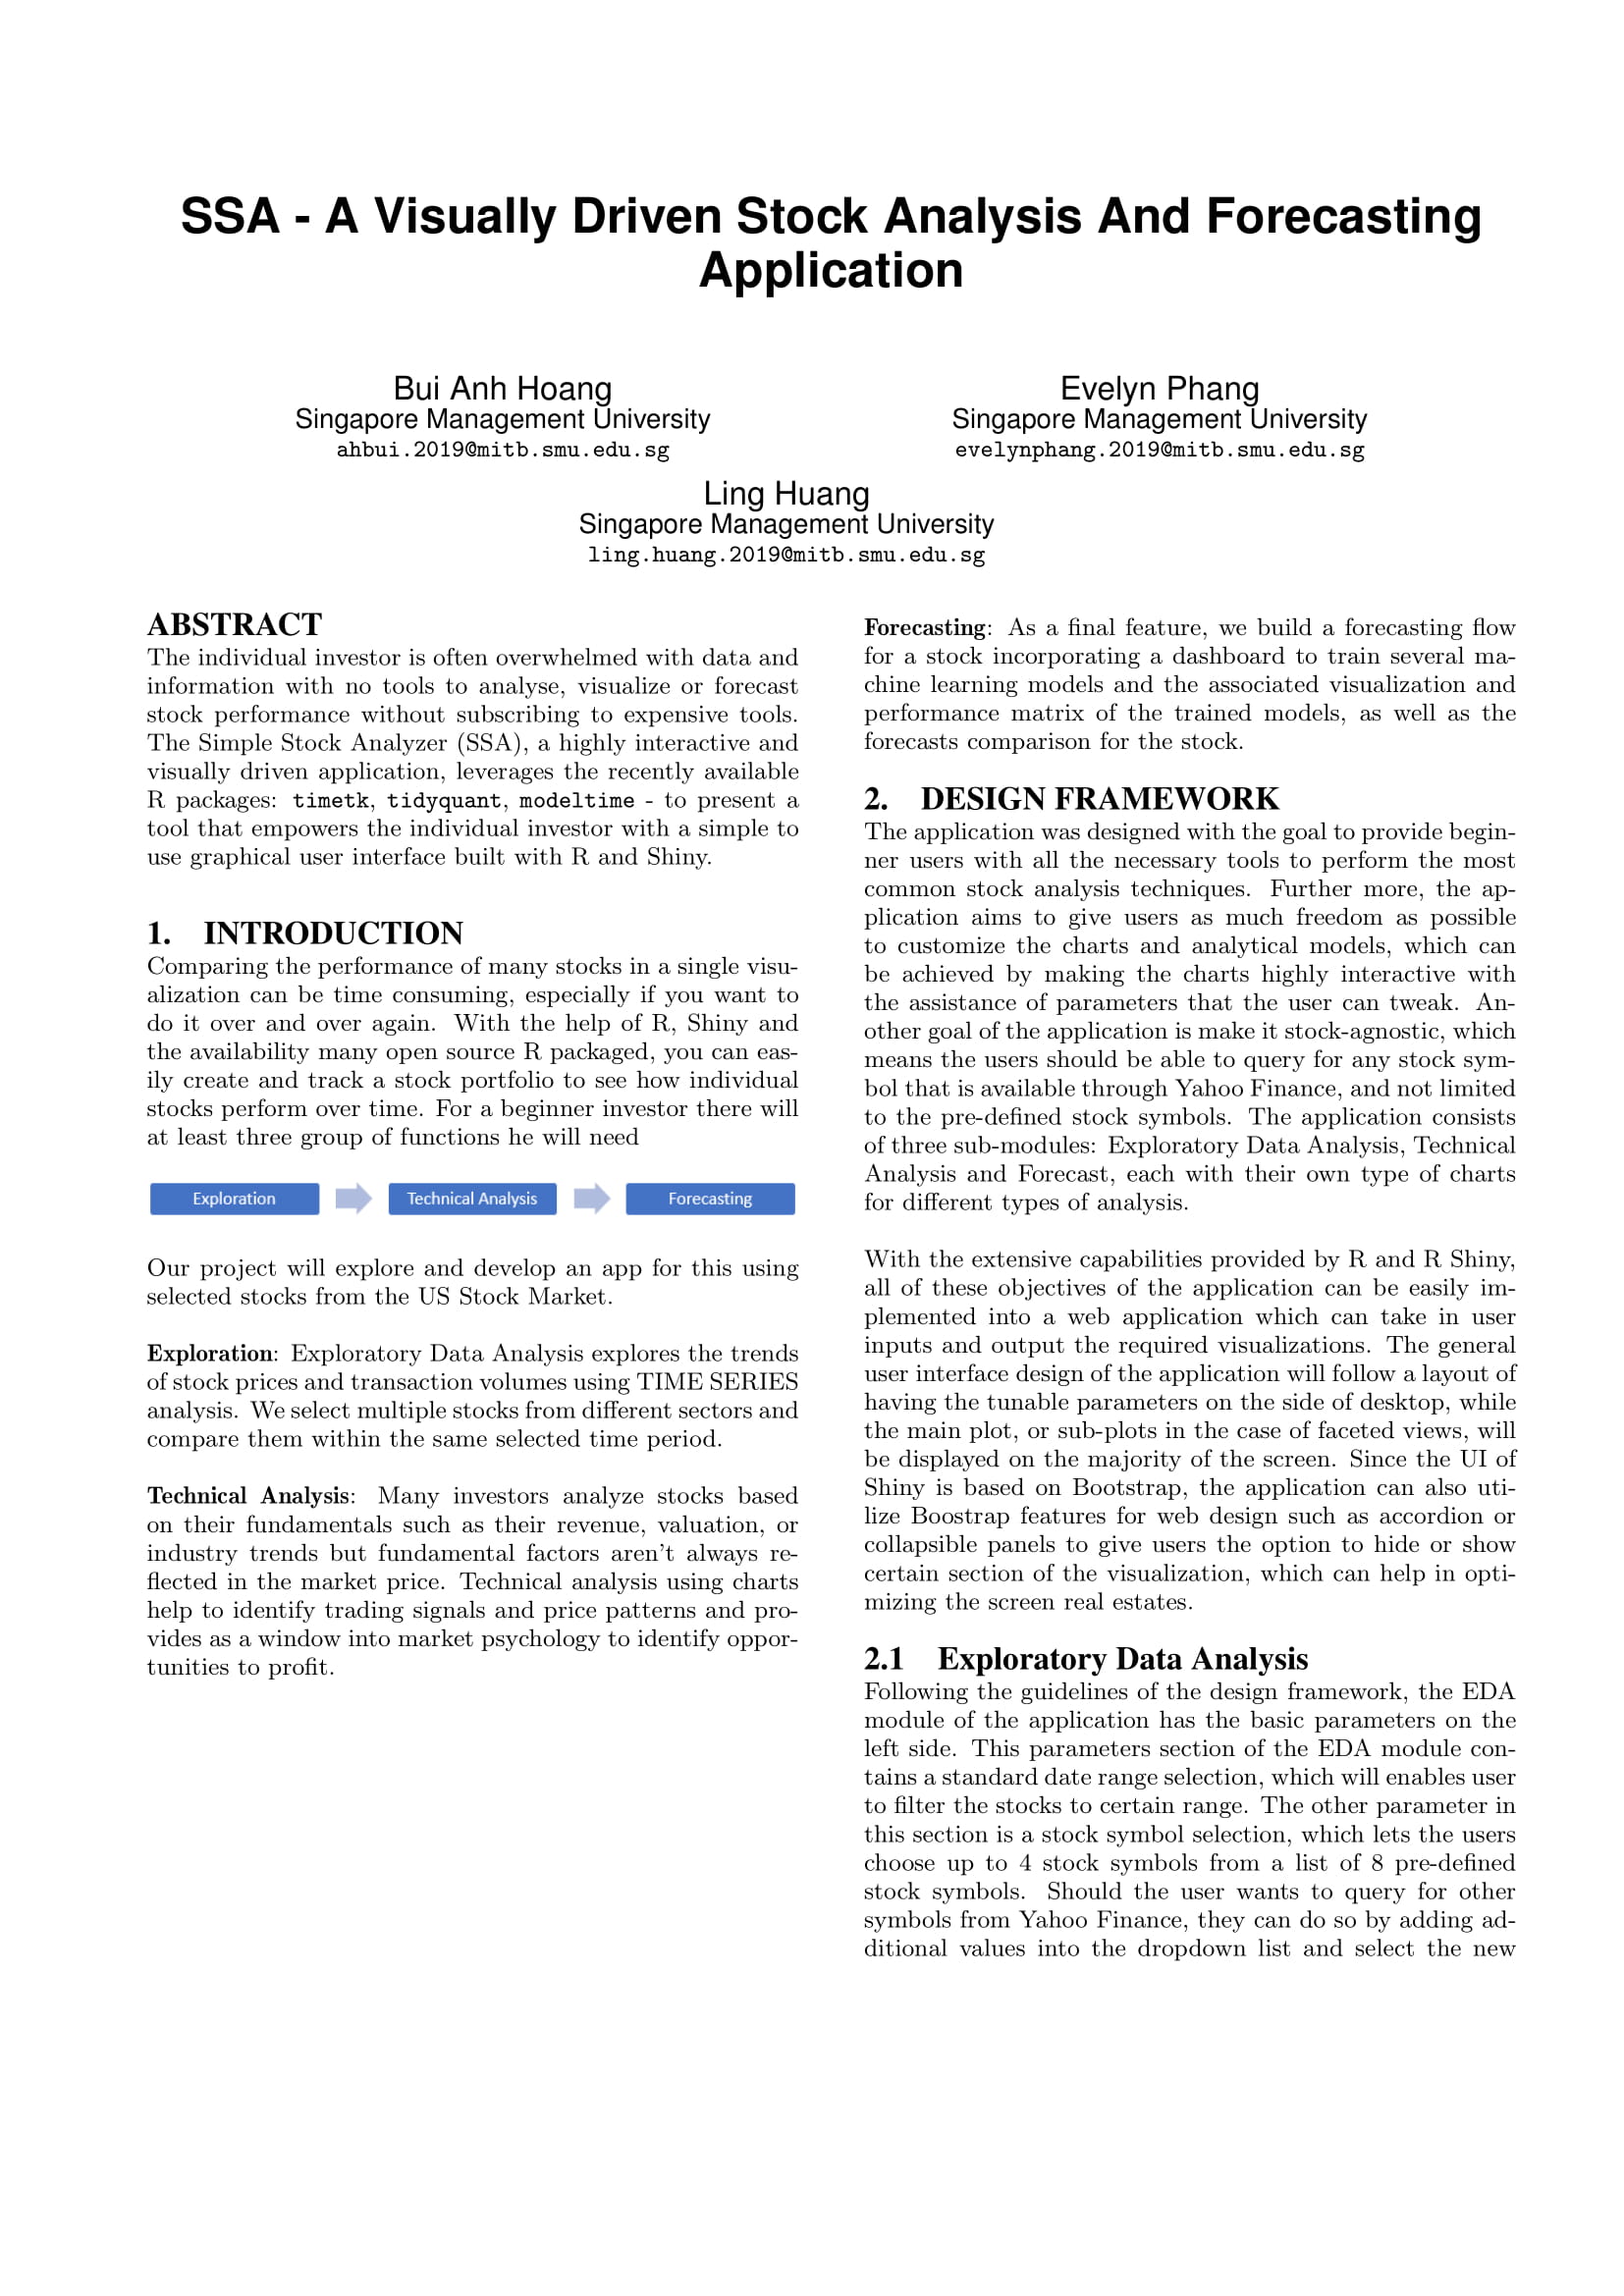 SSA - A Visually Driven Stock Analysis And Forecasting
Application
Bui Anh Hoang
Singapore Management University
ahbui.2019@mitb.smu.edu.sg
Evelyn Phang
Singapore Management University
evelynphang.2019@mitb.smu.edu.sg
Ling Huang
Singapore Management University
ling.huang.2019@mitb.smu.edu.sg
ABSTRACT
The individual investor is often overwhelmed with data and
information with no tools to analyse, visualize or forecast
stock performance without subscribing to expensive tools.
The Simple Stock Analyzer (SSA), a highly interactive and
visually driven application, leverages the recently available
R packages: timetk, tidyquant, modeltime - to present a
tool that empowers the individual investor with a simple to
use graphical user interface built with R and Shiny.
1. INTRODUCTION
Comparing the performance of many stocks in a single visu-
alization can be time consuming, especially if you want to
do it over and over again. With the help of R, Shiny and
the availability many open source R packaged, you can eas-
ily create and track a stock portfolio to see how individual
stocks perform over time. For a beginner investor there will
at least three group of functions he will need
Exploration
Technical Analysis
Forecasting
Our project will explore and develop an app for this using
selected stocks from the US Stock Market.
Exploration: Exploratory Data Analysis explores the trends
of stock prices and transaction volumes using TIME SERIES
analysis. We select multiple stocks from different sectors and
compare them within the same selected time period.
Technical Analysis: Many investors analyze stocks based
on their fundamentals such as their revenue, valuation, or
industry trends but fundamental factors aren't always re-
flected in the market price. Technical analysis using charts
help to identify trading signals and price patterns and pro-
vides as a window into market psychology to identify oppor-
tunities to profit.
Forecasting: As a final feature, we build a forecasting flow
for a stock incorporating a dashboard to train several ma-
chine learning models and the associated visualization and
performance matrix of the trained models, as well as the
forecasts comparison for the stock.
2. DESIGN FRAMEWORK
The application was designed with the goal to provide begin-
ner users with all the necessary tools to perform the most
common stock analysis techniques. Further more, the ap-
plication aims to give users as much freedom as possible
to customize the charts and analytical models, which can
be achieved by making the charts highly interactive with
the assistance of parameters that the user can tweak. An-
other goal of the application is make it stock-agnostic, which
means the users should be able to query for any stock sym-
bol that is available through Yahoo Finance, and not limited
to the pre-defined stock symbols. The application consists
of three sub-modules: Exploratory Data Analysis, Technical
Analysis and Forecast, each with their own type of charts
for different types of analysis.
With the extensive capabilities provided by R and R Shiny,
all of these objectives of the application can be easily im-
plemented into a web application which can take in user
inputs and output the required visualizations. The general
user interface design of the application will follow a layout of
having the tunable parameters on the side of desktop, while
the main plot, or sub-plots in the case of faceted views, will
be displayed on the majority of the screen. Since the UI of
Shiny is based on Bootstrap, the application can also uti-
lize Boostrap features for web design such as accordion or
collapsible panels to give users the option to hide or show
certain section of the visualization, which can help in opti-
mizing the screen real estates.
2.1 Exploratory Data Analysis
Following the guidelines of the design framework, the EDA
module of the application has the basic parameters on the
left side. This parameters section of the EDA module con-
tains a standard date range selection, which will enables user
to filter the stocks to certain range. The other parameter in
this section is a stock symbol selection, which lets the users
choose up to 4 stock symbols from a list of 8 pre-defined
stock symbols. Should the user wants to query for other
symbols from Yahoo Finance, they can do so by adding ad-
ditional values into the dropdown list and select the new